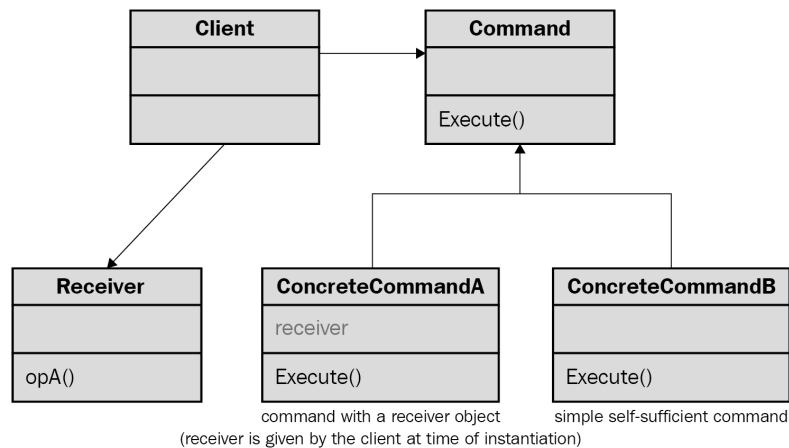 Client
Command
Execute()
Receiver
opA()
ConcreteCommandA
receiver
Execute()
ConcreteCommandB
Execute()
command with a receiver object
(receiver is given by the client at time of instantiation)
simple self-sufficient command